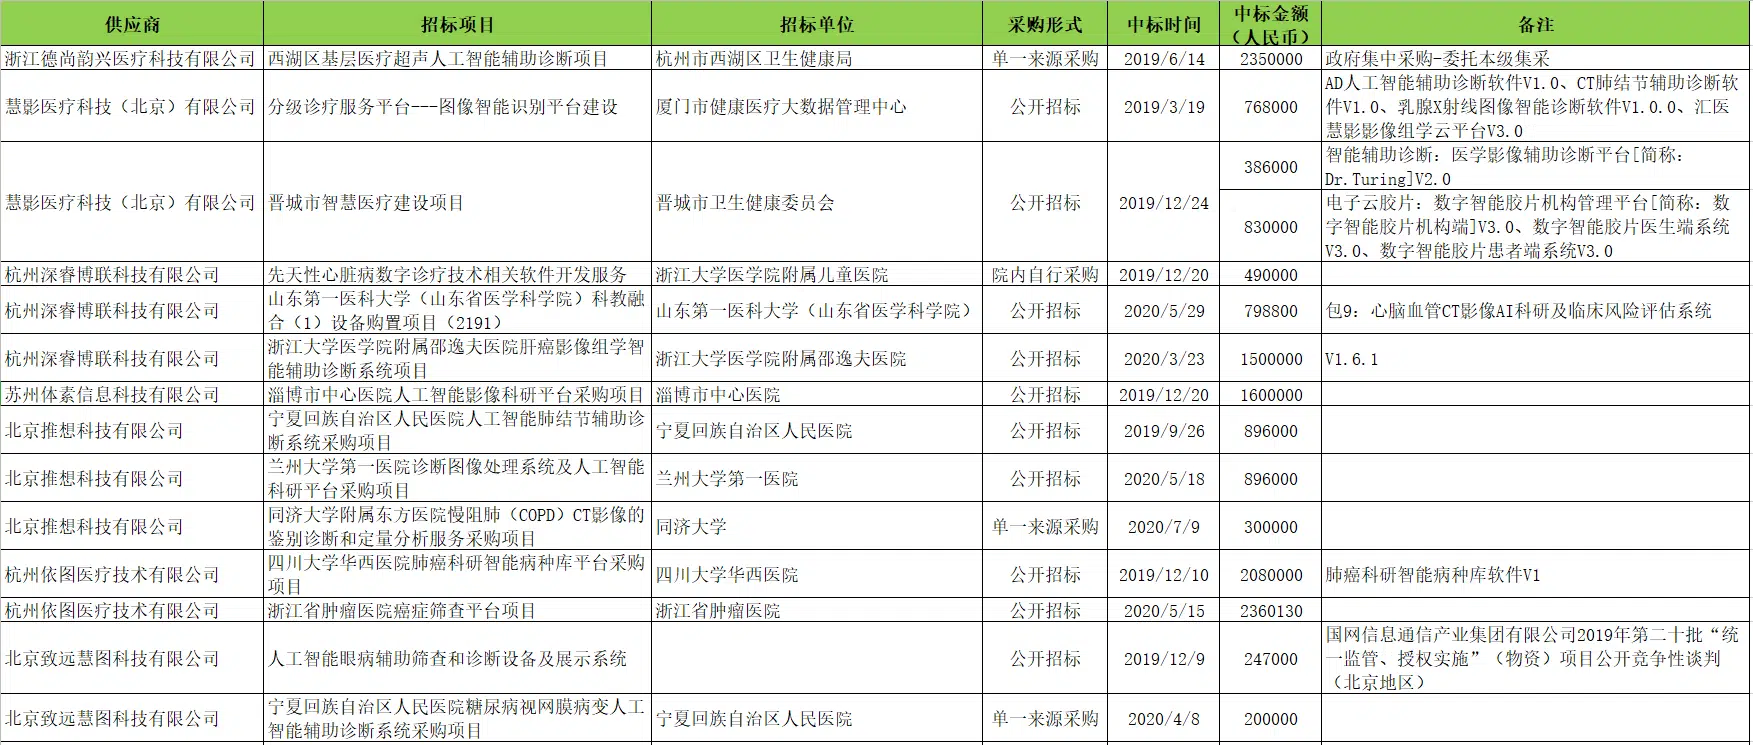 供应商 招标项目 招标单位 采购形式 中标时间 中标金额
（人民币） 备注
浙江德尚韵兴医疗科技有限公司 西湖区基层医疗超声人工智能辅助诊断项目 杭州市西湖区卫生健康局 单一来源采购 2019/6/14 2350000 政府集中采购-委托本级集采
慧影医疗科技（北京）有限公司 分级诊疗服务平台---图像智能识别平台建设 厦门市健康医疗大数据管理中心 公开招标 2019/3/19 768000 AD人工智能辅助诊断软件V1.0、CT肺结节辅助诊断软
件V1.0、乳腺X射线图像智能诊断软件V1.0.0、汇医
慧影影像组学云平台V3.0
慧影医疗科技（北京）有限公司 晋城市智慧医疗建设项目 晋城市卫生健康委员会 公开招标 2019/12/24 386000 智能辅助诊断：医学影像辅助诊断平台[简称：
Dr.Turing]V2.0
830000 电子云胶片：数字智能胶片机构管理平台[简称：数
字智能胶片机构端]V3.0、数字智能胶片医生端系统
V3.0、数字智能胶片患者端系统V3.0
杭州深睿博联科技有限公司 先天性心脏病数字诊疗技术相关软件开发服务 浙江大学医学院附属儿童医院 院内自行采购 2019/12/20 490000
杭州深睿博联科技有限公司 山东第一医科大学（山东省医学科学院）科教融
合（1）设备购置项目（2191） 山东第一医科大学（山东省医学科学院） 公开招标 2020/5/29 798800 包9：心脑血管CT影像AI科研及临床风险评估系统
杭州深睿博联科技有限公司 浙江大学医学院附属邵逸夫医院肝癌影像组学智
能辅助诊断系统项目 浙江大学医学院附属邵逸夫医院 公开招标 2020/3/23 1500000 V1.6.1
苏州体素信息科技有限公司 淄博市中心医院人工智能影像科研平台采购项目 淄博市中心医院 公开招标 2019/12/20 1600000
北京推想科技有限公司 宁夏回族自治区人民医院人工智能肺结节辅助诊
断系统采购项目 宁夏回族自治区人民医院 公开招标 2019/9/26 896000
北京推想科技有限公司 兰州大学第一医院诊断图像处理系统及人工智能
科研平台采购项目 兰州大学第一医院 公开招标 2020/5/18 896000
北京推想科技有限公司 同济大学附属东方医院慢阻肺（COPD）CT影像的
鉴别诊断和定量分析服务采购项目 同济大学 单一来源采购 2020/7/9 300000
杭州依图医疗技术有限公司 四川大学华西医院肺癌科研智能病种库平台采购
项目 四川大学华西医院 公开招标 2019/12/10 2080000 肺癌科研智能病种库软件V1
杭州依图医疗技术有限公司 浙江省肿瘤医院癌症筛查平台项目 浙江省肿瘤医院 公开招标 2020/5/15 2360130
北京致远慧图科技有限公司 人工智能眼病辅助筛查和诊断设备及展示系统 公开招标 2019/12/9 247000 国网信息通信产业集团有限公司2019年第二十批“统
一监管、授权实施”（物资）项目公开竞争性谈判
（北京地区）
北京致远慧图科技有限公司 宁夏回族自治区人民医院糖尿病视网膜病变人工
智能辅助诊断系统采购项目 宁夏回族自治区人民医院 单一来源采购 2020/4/8 200000